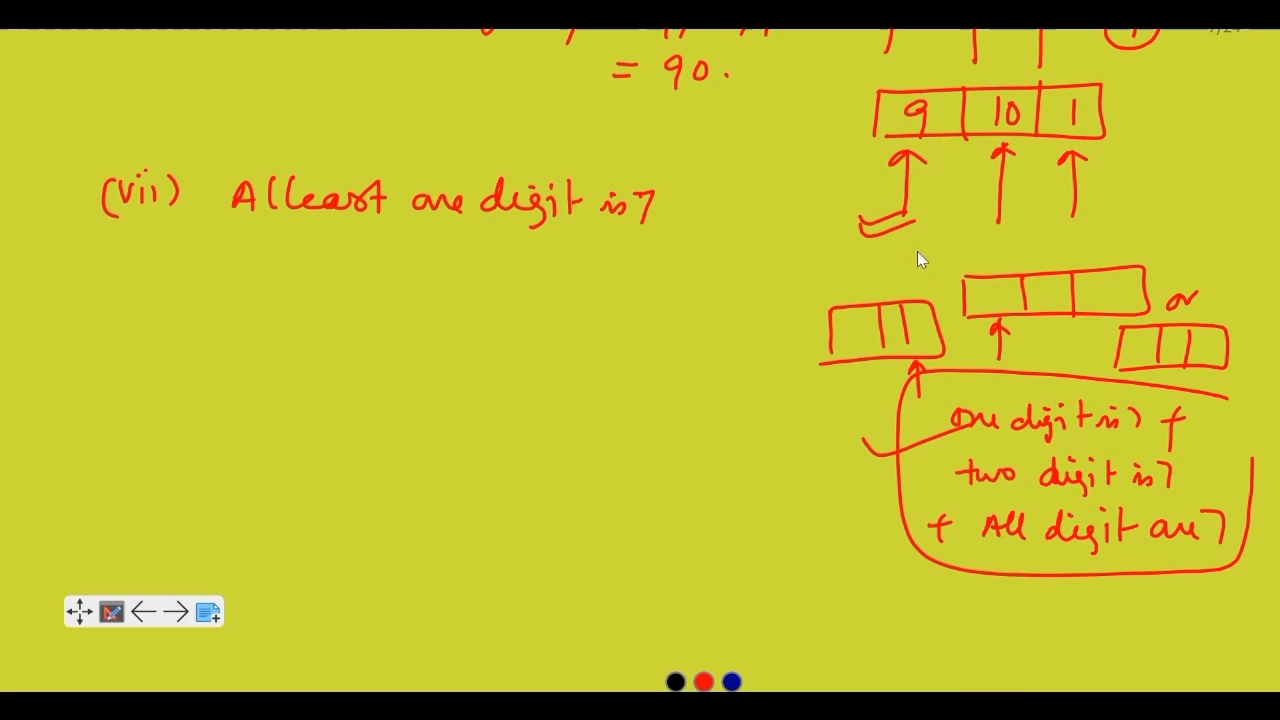 = 90.
9 10 1
(vii) Atleast one digit is 7
or
one digit is 7 +
two digit is 7
+ All digit are 7